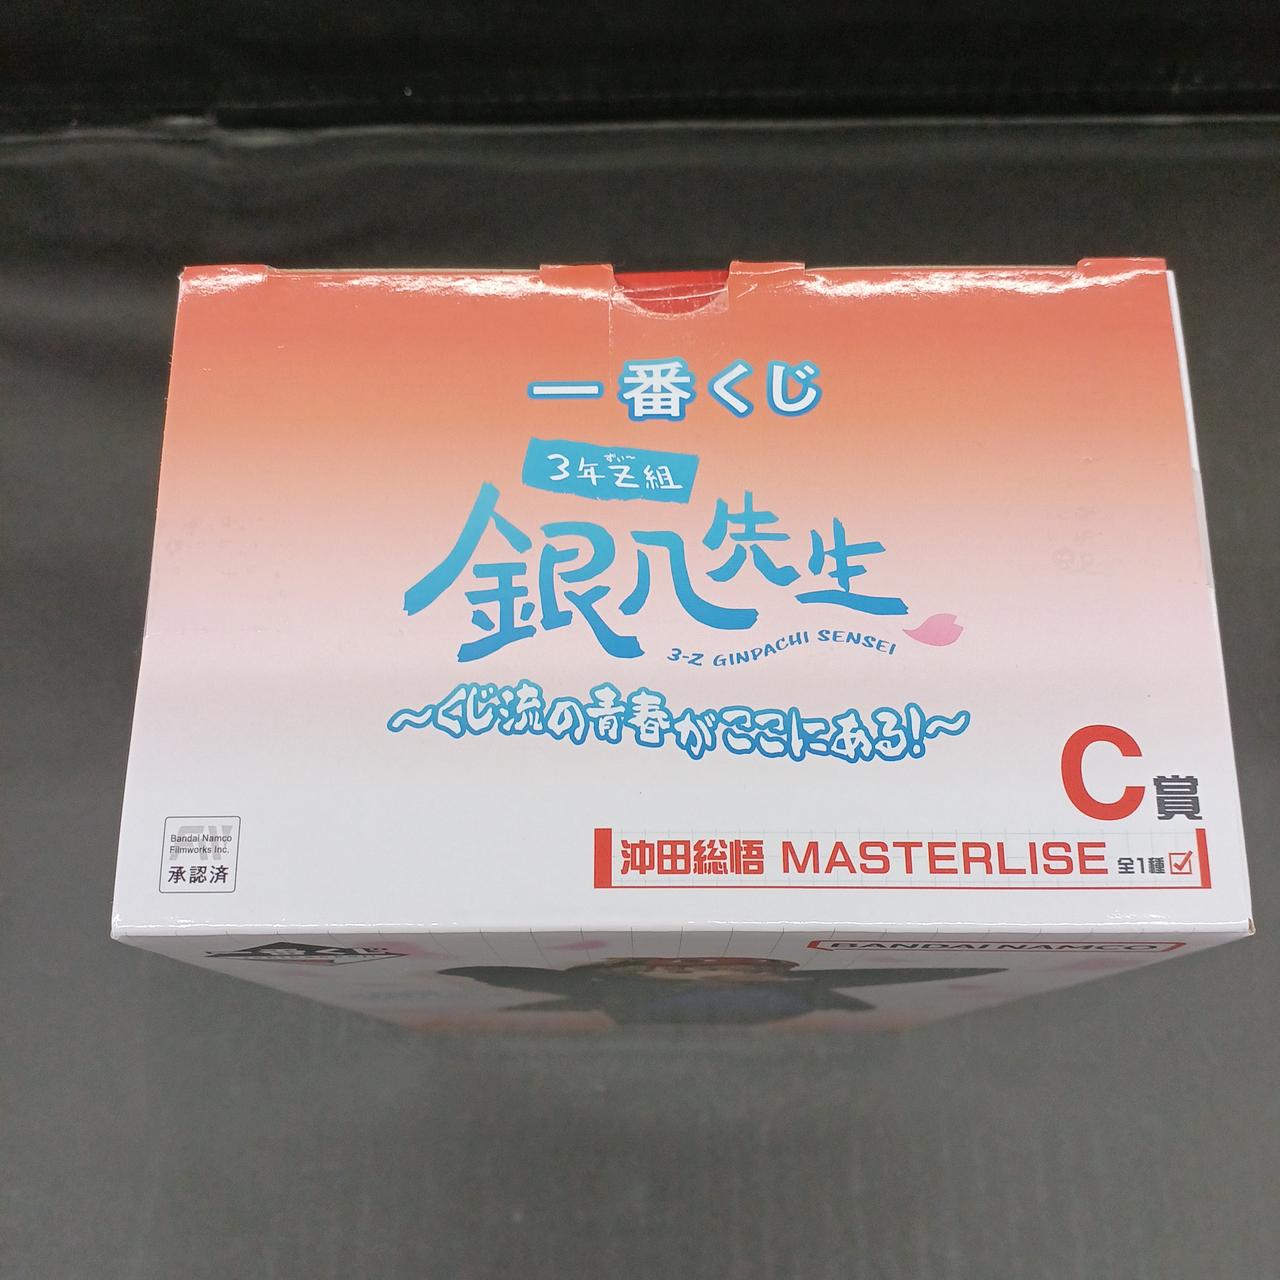 一番くじ
ずい〜
3年Z組
銀八先生
3-Z GINPACHI SENSEI
〜くじ流の青春がここにある!〜
C賞
沖田総悟 MASTERLISE 全1種
Bandai Namco
Filmworks Inc.
承認済
BANDAI NAMCO